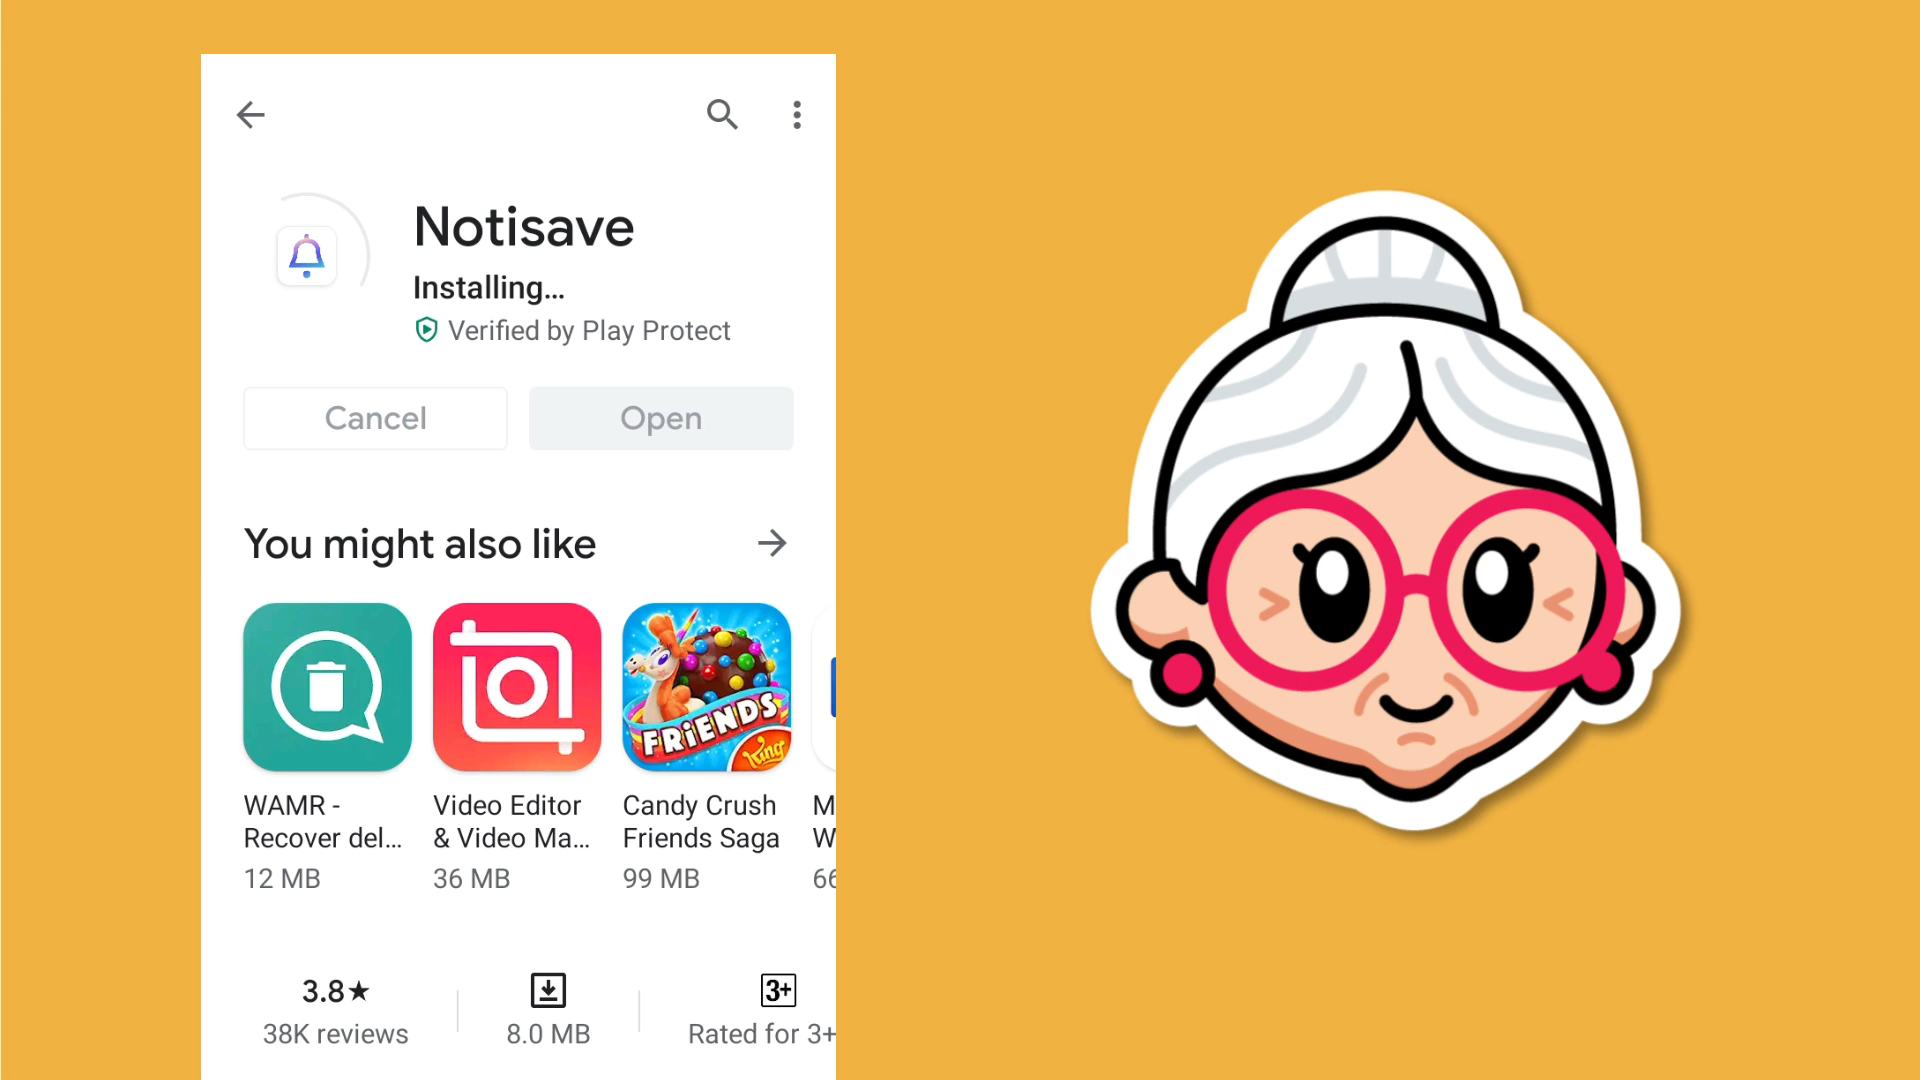 Notisave
Installing...
Verified by Play Protect
Cancel
Open
You might also like
FRIENDS
King
WAMR -
Recover del...
12 MB
Video Editor
& Video Ma...
36 MB
Candy Crush
Friends Saga
99 MB
M
W
66
3.8★
38K reviews
8.0 MB
3+
Rated for 3+